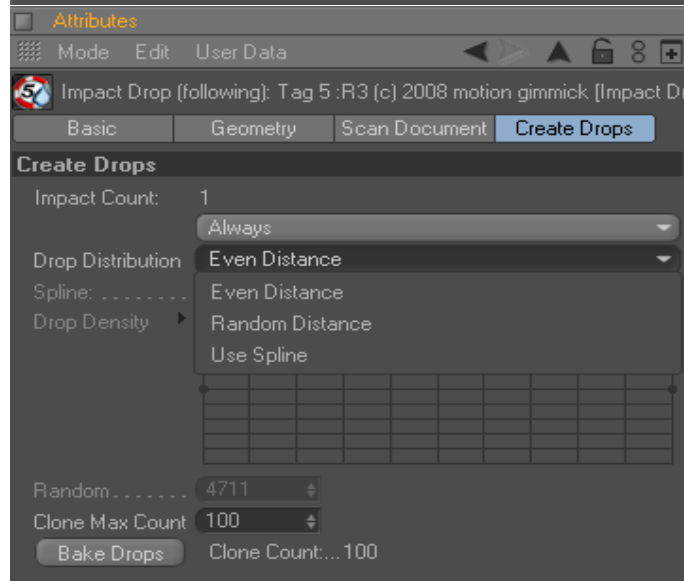 Attributes
Mode Edit User Data
Impact Drop (following): Tag 5 :R3 (c) 2008 motion gimmick [Impact D
Basic Geometry Scan Document Create Drops
Create Drops
Impact Count: 1
Always
Drop Distribution Even Distance
Spline: . . . . . . . . Even Distance
Drop Density Random Distance
Use Spline
Random . . . . . . . 4711
Clone Max Count 100
Bake Drops Clone Count:... 100